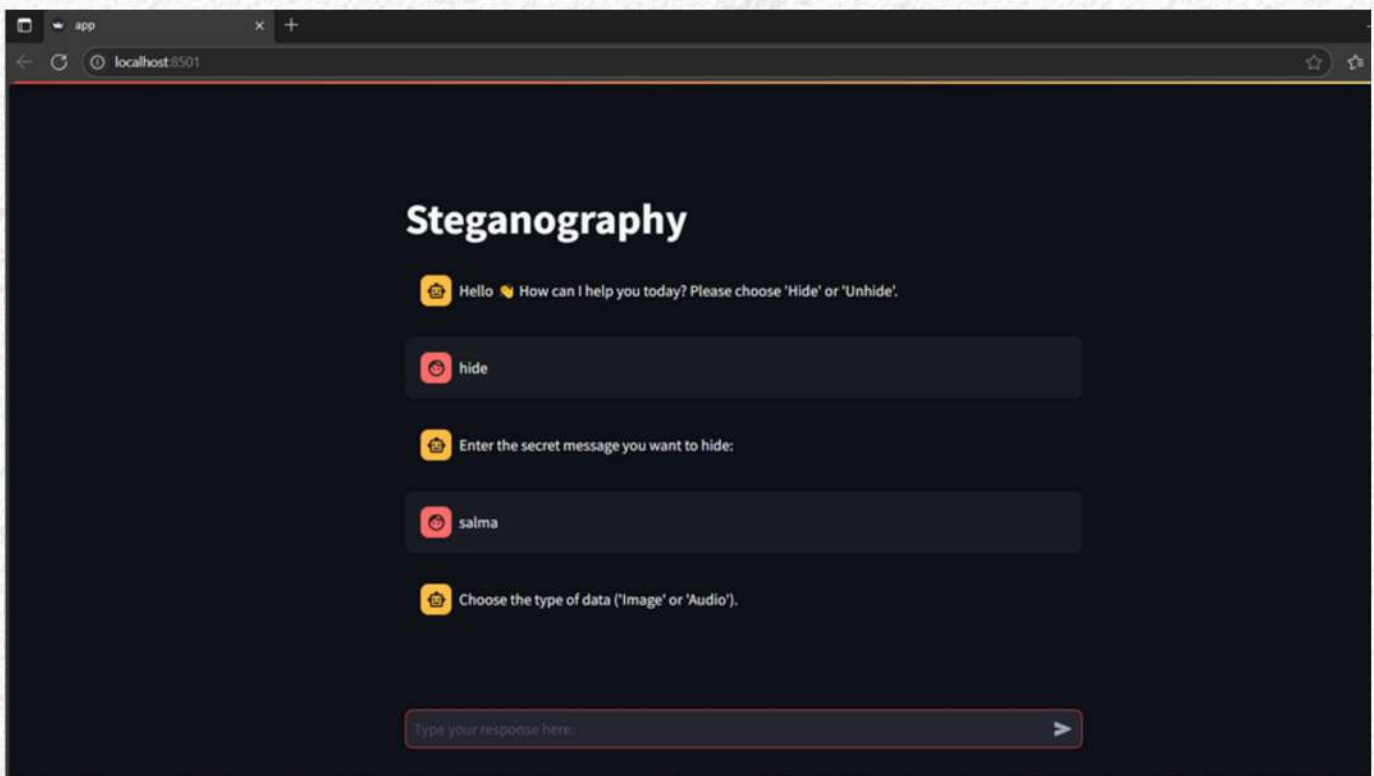 app
localhost:8501
Steganography
Hello 👋 How can I help you today? Please choose 'Hide' or 'Unhide'.
hide
Enter the secret message you want to hide:
salma
Choose the type of data ('Image' or 'Audio').
Type your response here: